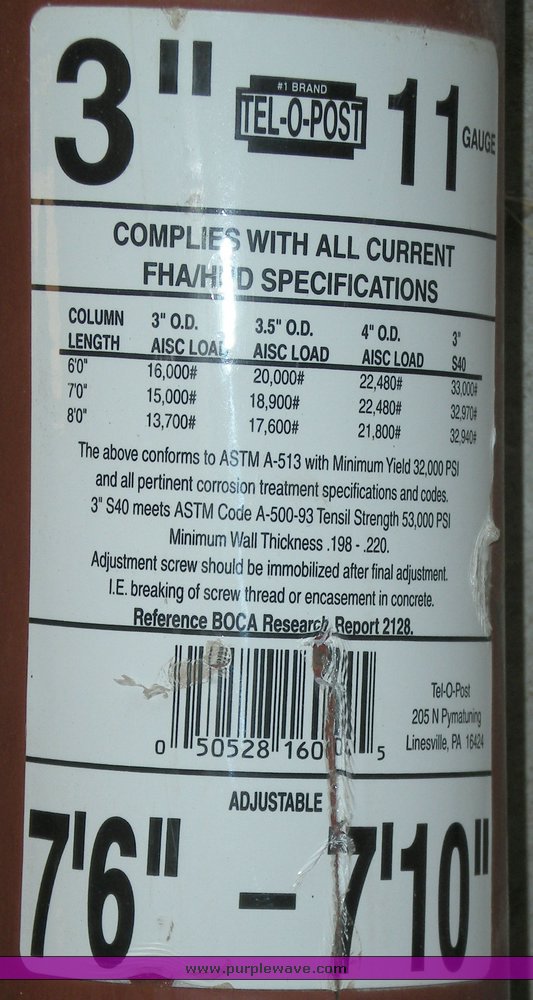 3" #1 BRAND TEL-O-POST 11 GAUGE
COMPLIES WITH ALL CURRENT
FHA/HUD SPECIFICATIONS
COLUMN 3" O.D. 3.5" O.D. 4" O.D. 3"
LENGTH AISC LOAD AISC LOAD AISC LOAD S40
6'0" 16,000# 20,000# 22,480# 33,000#
7'0" 15,000# 18,900# 22,480# 32,970#
8'0" 13,700# 17,600# 21,800# 32,940#
The above conforms to ASTM A-513 with Minimum Yield 32,000 PSI
and all pertinent corrosion treatment specifications and codes.
3" S40 meets ASTM Code A-500-93 Tensil Strength 53,000 PSI
Minimum Wall Thickness .198 - .220.
Adjustment screw should be immobilized after final adjustment.
I.E. breaking of screw thread or encasement in concrete.
Reference BOCA Research Report 2128.
Tel-O-Post
205 N Pymatuning
Linesville, PA 16424
0 50528 5
ADJUSTABLE
7'6" - 7'10"
www.purplewave.com